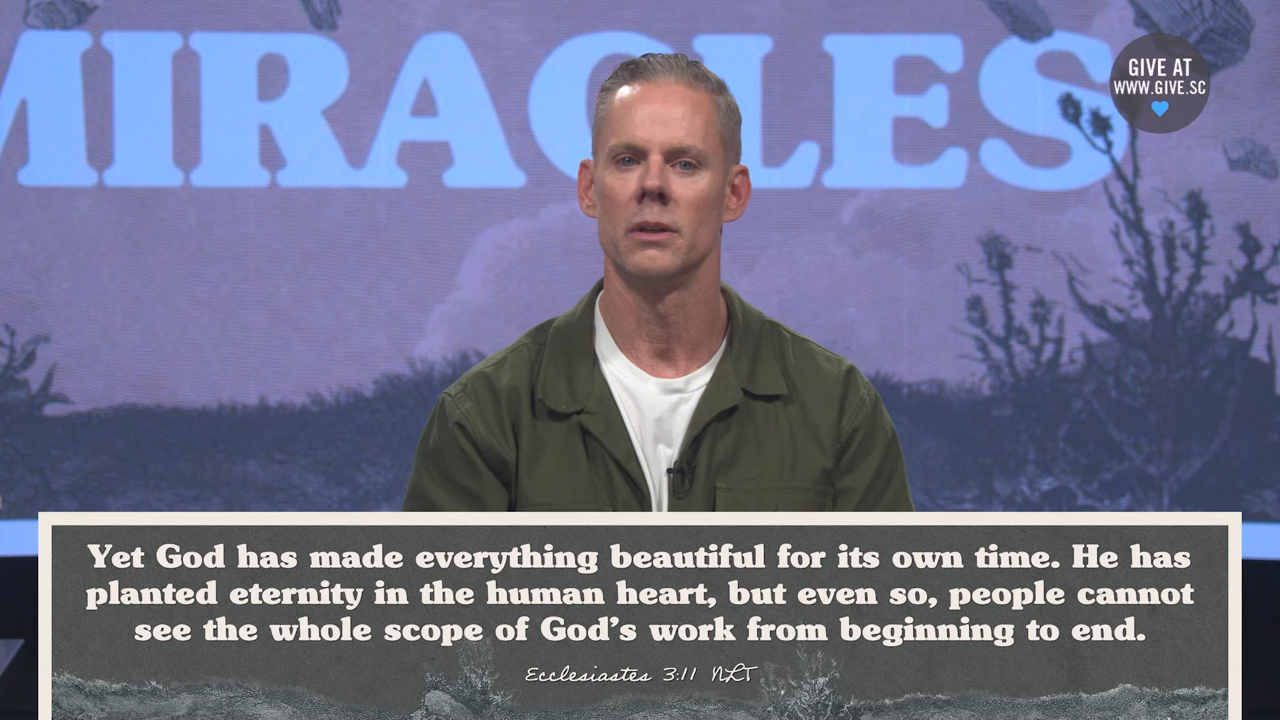 MIRACLES
GIVE AT
WWW.GIVE.SC
Yet God has made everything beautiful for its own time. He has
planted eternity in the human heart, but even so, people cannot
see the whole scope of God's work from beginning to end.
Ecclesiastes 3:11 NLT